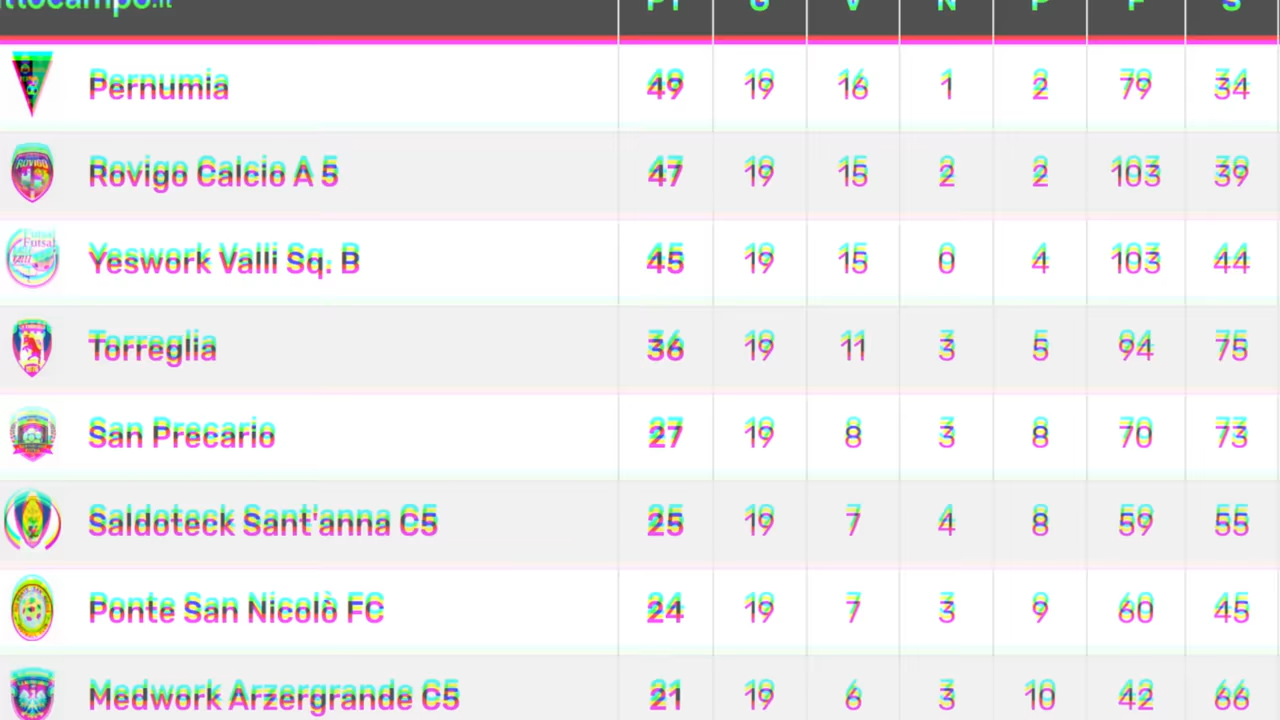 PT G V N P F S
Pernumia 49 19 16 1 2 79 34
Rovigo Calcio A 5 47 19 15 2 2 103 39
Yeswork Valli Sq. B 45 19 15 0 4 103 44
Torreglia 36 19 11 3 5 94 75
San Precario 27 19 8 3 8 70 73
Saldoteck Sant'anna C5 25 19 7 4 8 59 55
Ponte San Nicolò FC 24 19 7 3 9 60 45
Medwork Arzergrande C5 21 19 6 3 10 42 66